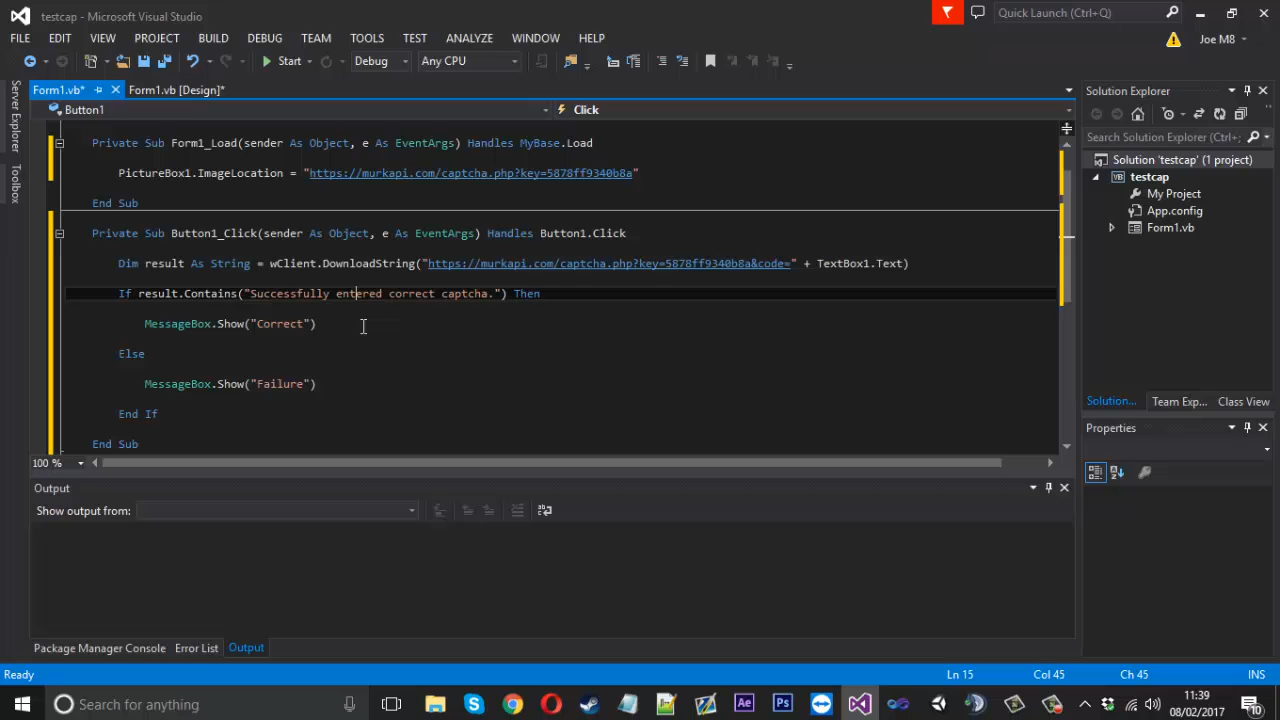 testcap - Microsoft Visual Studio
Quick Launch (Ctrl+Q)
FILE EDIT VIEW PROJECT BUILD DEBUG TEAM TOOLS TEST ANALYZE WINDOW HELP
Joe M8
Start Debug Any CPU
Server Explorer
Toolbox
Form1.vb* Form1.vb [Design]*
Button1 Click
Private Sub Form1_Load(sender As Object, e As EventArgs) Handles MyBase.Load
PictureBox1.ImageLocation = "https://murkapi.com/captcha.php?key=5878ff9340b8a"
End Sub
Private Sub Button1_Click(sender As Object, e As EventArgs) Handles Button1.Click
Dim result As String = wClient.DownloadString("https://murkapi.com/captcha.php?key=5878ff9340b8a&code=" + TextBox1.Text)
If result.Contains("Successfully entered correct captcha.") Then
MessageBox.Show("Correct")
Else
MessageBox.Show("Failure")
End If
End Sub
100 %
Output
Show output from:
Package Manager Console Error List Output
Solution Explorer
Search Solution Explorer (Ctrl+;)
Solution 'testcap' (1 project)
testcap
My Project
App.config
Form1.vb
Solution... Team Exp... Class View
Properties
Ready Ln 15 Col 45 Ch 45 INS
Search for anything
11:39
08/02/2017
10